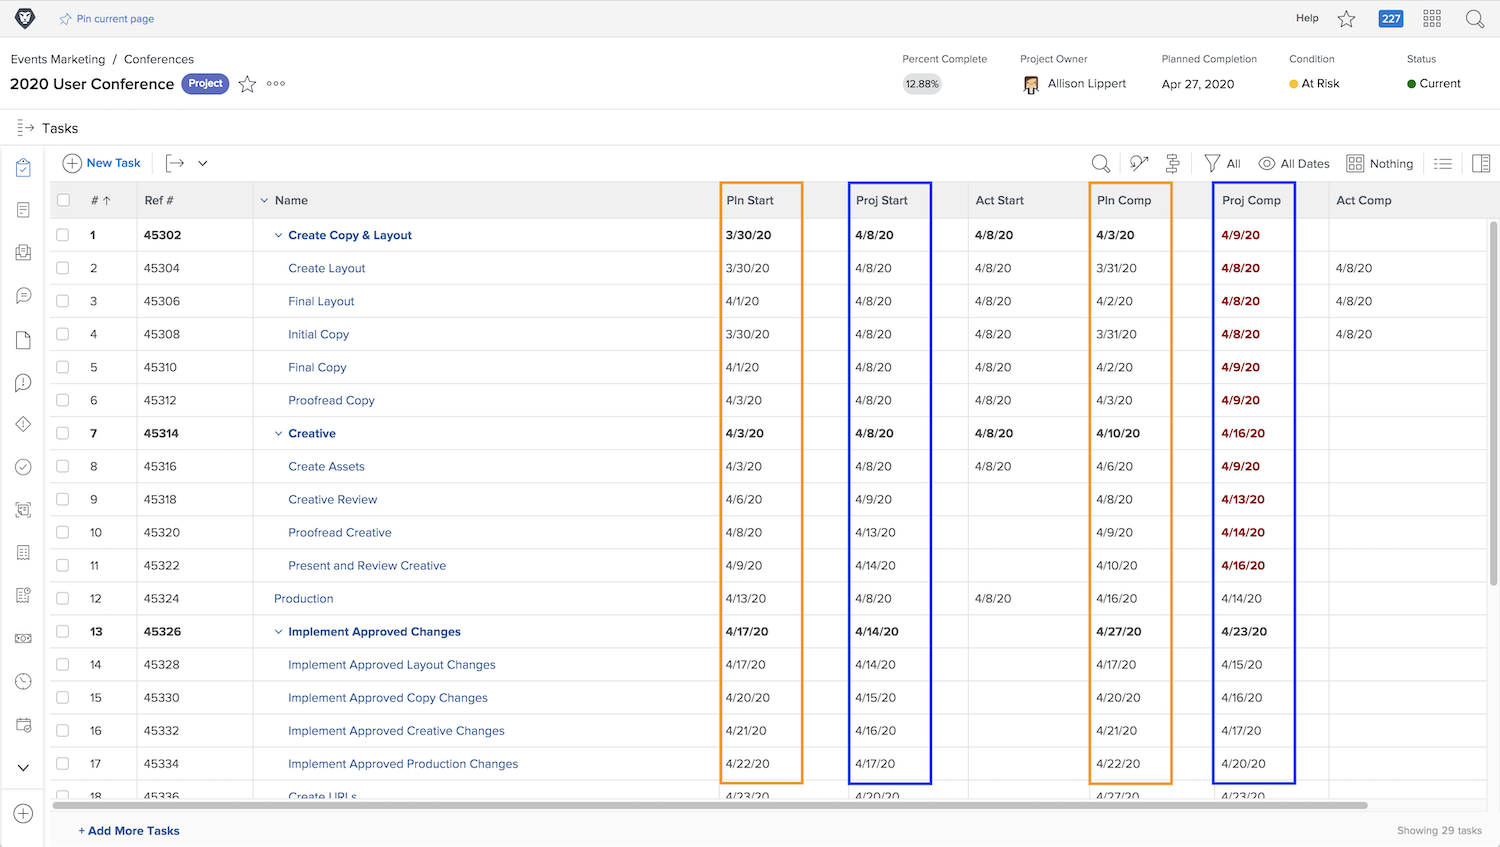 Pin current page
Help
227
Events Marketing / Conferences
2020 User Conference Project
Percent Complete
12.88%
Project Owner
Allison Lippert
Planned Completion
Apr 27, 2020
Condition
At Risk
Status
Current
Tasks
New Task
All All Dates Nothing
# Ref # Name Pln Start Proj Start Act Start Pln Comp Proj Comp Act Comp
1 45302 Create Copy & Layout 3/30/20 4/8/20 4/8/20 4/3/20 4/9/20
2 45304 Create Layout 3/30/20 4/8/20 4/8/20 3/31/20 4/8/20 4/8/20
3 45306 Final Layout 4/1/20 4/8/20 4/8/20 4/2/20 4/8/20 4/8/20
4 45308 Initial Copy 3/30/20 4/8/20 4/8/20 3/31/20 4/8/20 4/8/20
5 45310 Final Copy 4/1/20 4/8/20 4/8/20 4/2/20 4/9/20
6 45312 Proofread Copy 4/3/20 4/8/20 4/8/20 4/3/20 4/9/20
7 45314 Creative 4/3/20 4/8/20 4/8/20 4/10/20 4/16/20
8 45316 Create Assets 4/3/20 4/8/20 4/8/20 4/6/20 4/9/20
9 45318 Creative Review 4/6/20 4/9/20 4/8/20 4/13/20
10 45320 Proofread Creative 4/8/20 4/13/20 4/9/20 4/14/20
11 45322 Present and Review Creative 4/9/20 4/14/20 4/10/20 4/16/20
12 45324 Production 4/13/20 4/8/20 4/8/20 4/16/20 4/14/20
13 45326 Implement Approved Changes 4/17/20 4/14/20 4/27/20 4/23/20
14 45328 Implement Approved Layout Changes 4/17/20 4/14/20 4/17/20 4/15/20
15 45330 Implement Approved Copy Changes 4/20/20 4/15/20 4/20/20 4/16/20
16 45332 Implement Approved Creative Changes 4/21/20 4/16/20 4/21/20 4/17/20
17 45334 Implement Approved Production Changes 4/22/20 4/17/20 4/22/20 4/20/20
18 45336 Create URLs 4/23/20 4/20/20 4/27/20 4/23/20
+ Add More Tasks
Showing 29 tasks